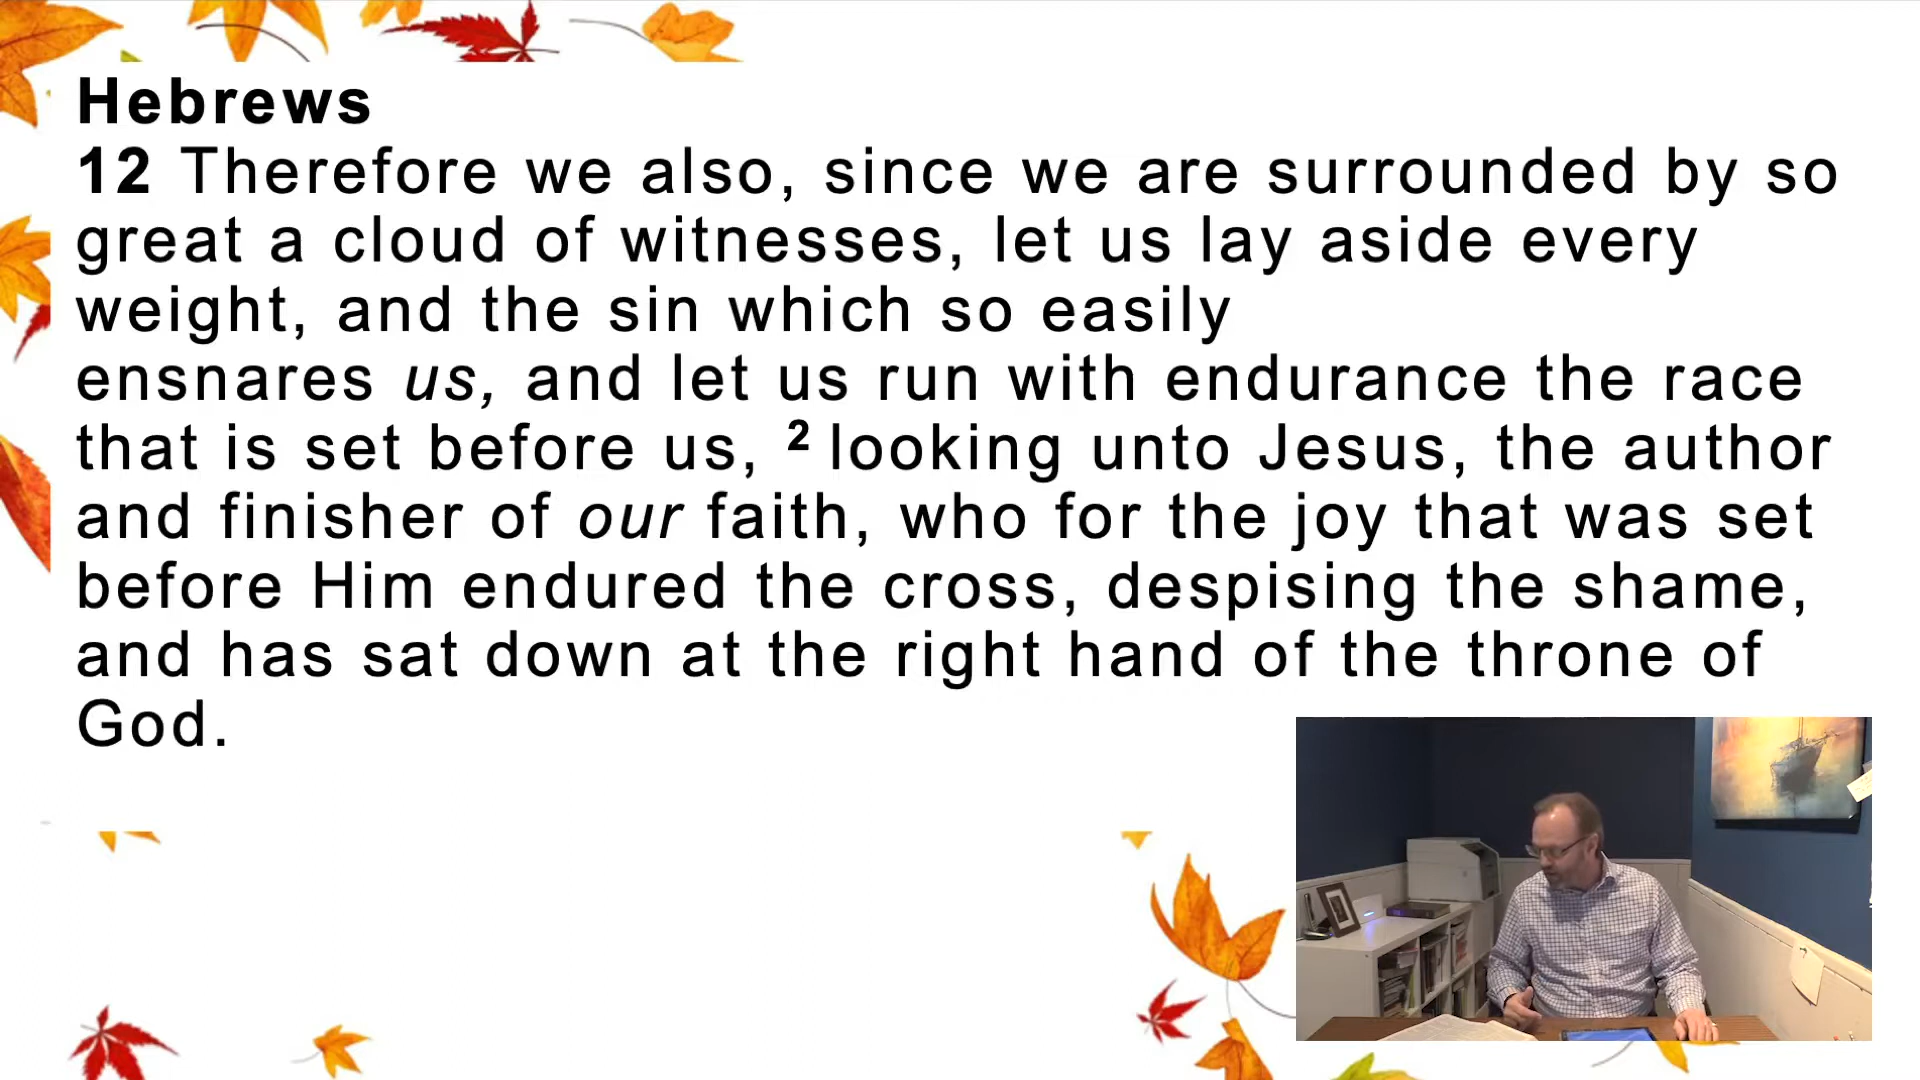 Hebrews
12 Therefore we also, since we are surrounded by so
great a cloud of witnesses, let us lay aside every
weight, and the sin which so easily
ensnares us, and let us run with endurance the race
that is set before us, 2 looking unto Jesus, the author
and finisher of our faith, who for the joy that was set
before Him endured the cross, despising the shame,
and has sat down at the right hand of the throne of
God.